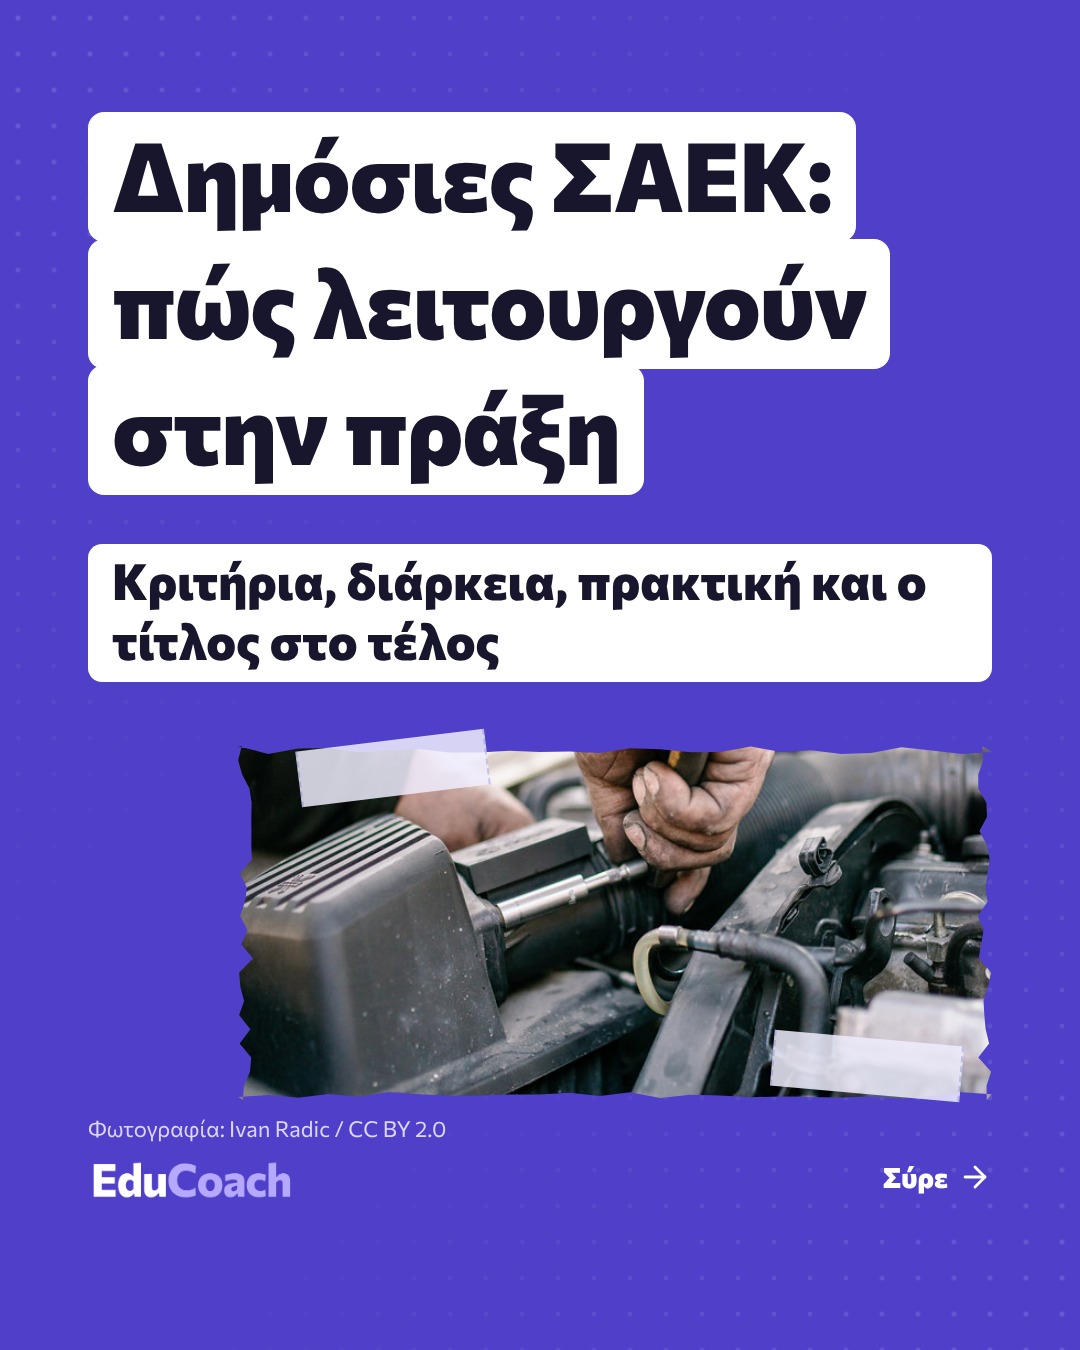 Δημόσιες ΣΑΕΚ:
πώς λειτουργούν
στην πράξη
Κριτήρια, διάρκεια, πρακτική και ο
τίτλος στο τέλος
Φωτογραφία: Ivan Radic / CC BY 2.0
EduCoach
Σύρε →